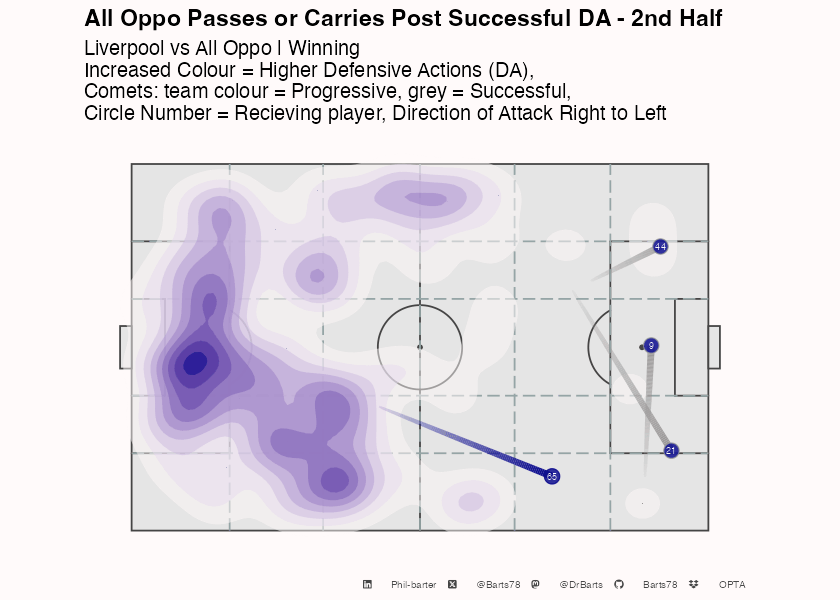 All Oppo Passes or Carries Post Successful DA - 2nd Half
Liverpool vs All Oppo | Winning
Increased Colour = Higher Defensive Actions (DA),
Comets: team colour = Progressive, grey = Successful,
Circle Number = Recieving player, Direction of Attack Right to Left
44
9
21
65
Phil-barter @Barts78 @DrBarts Barts78 OPTA